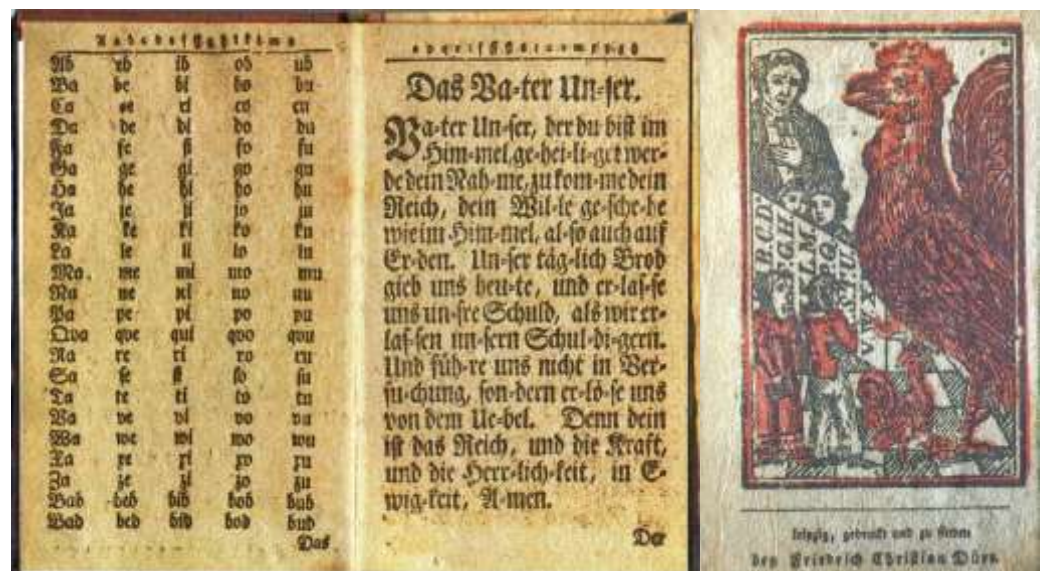 Ab eb ib ob ub
Ba be bi bo bu
Ca ce ci co cu
Da de di do du
Fa fe fi fo fu
Ga ge gi go gu
Ha he hi ho hu
Ja je ji jo ju
Ka ke ki ko ku
La le li lo lu
Ma me mi mo mu
Na ne ni no nu
Pa pe pi po pu
Qva qve qvi qvo qvu
Ra re ri ro ru
Sa se si so su
Ta te ti to tu
Va ve vi vo vu
Wa we wi wo wu
Xa xe xi xo xu
Za ze zi zo zu
Bab beb bib bob bub
Bad bed bid bod bud
Das
Das Va-ter Un-ser.
Va-ter Un-ser, der du bist im
Him-mel, ge-hei-li-get wer-
de dein Nah-me, zu kom-me dein
Reich, dein Wil-le ge-sche-he
wie im Him-mel, al-so auch auf
Er-den. Un-ser täg-lich Brod
gieb uns heu-te, und er-las-se
uns un-sre Schuld, als wir er-
las-sen un-sern Schul-di-gern.
Und füh-re uns nicht in Ver-
su-chung, son-dern er-lö-se uns
von dem Ue-bel. Denn dein
ist das Reich, und die Kraft,
und die Herr-lich-keit, in E-
wig-keit, A-men.
Der
B.C.D
F.G.H
K L M
P.Q
S.T.U
W X
Leipzig, gedruckt und zu finden
bey Friedrich Christian Dürr.